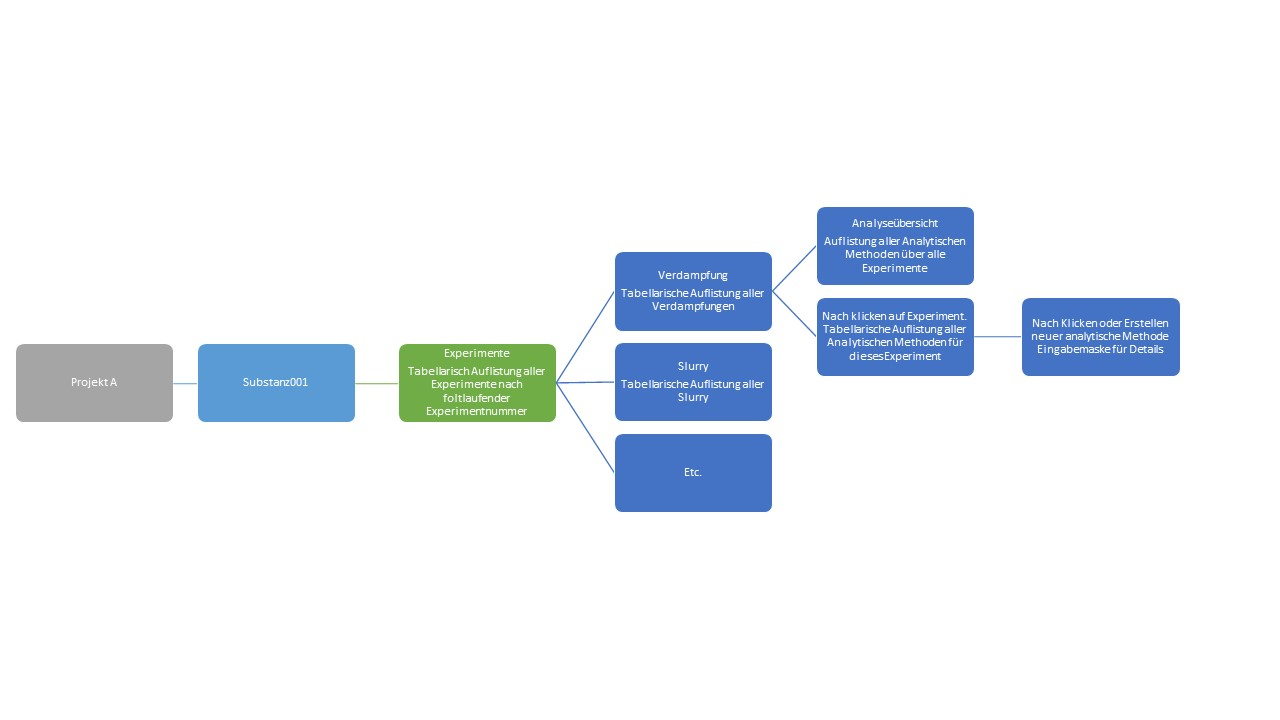 Projekt A
Substanz001
Experimente
Tabellarisch Auflistung aller
Experimente nach
foltlaufender
Experimentnummer
Verdampfung
Tabellarische Auflistung aller
Verdampfungen
Slurry
Tabellarische Auflistung aller
Slurry
Etc.
Analyseübersicht
Auflistung aller Analytischen
Methoden über alle
Experimente
Nach klicken auf Experiment.
Tabellarische Auflistung aller
Analytischen Methoden für
dieses Experiment
Nach Klicken oder Erstellen
neuer analytische Methode
Eingabemaske für Details